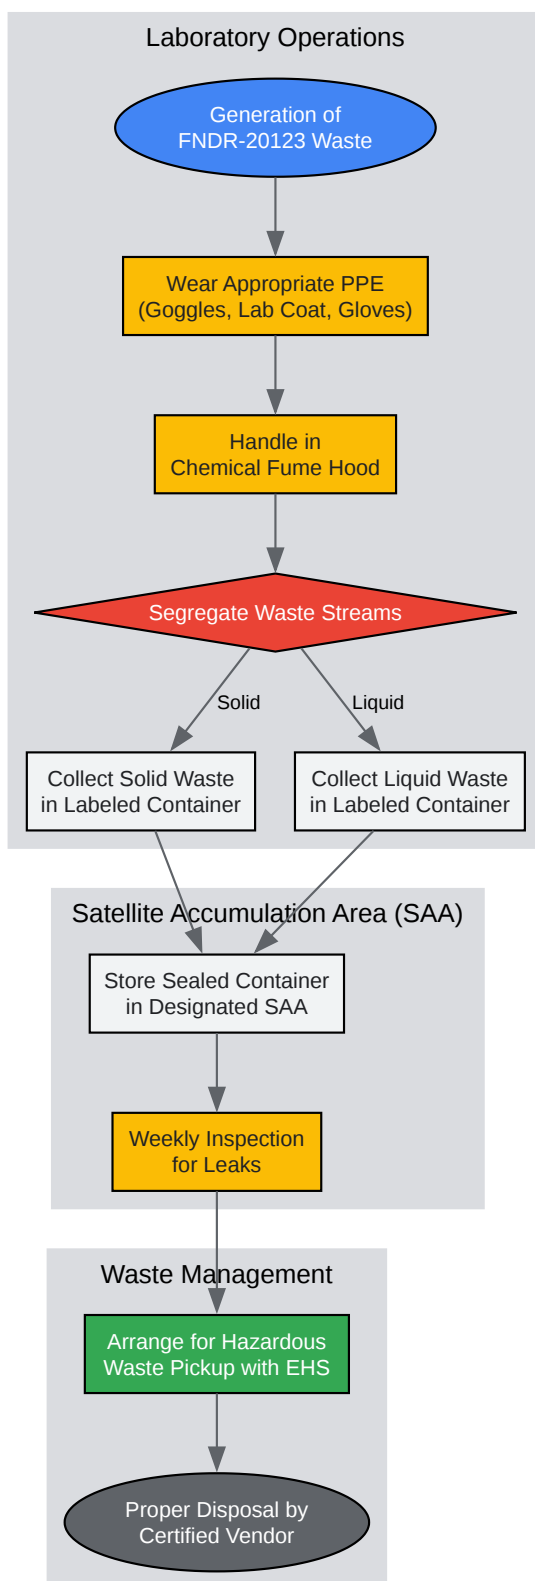 Laboratory Operations
Generation of
FNDR-20123 Waste
Wear Appropriate PPE
(Goggles, Lab Coat, Gloves)
Handle in
Chemical Fume Hood
Segregate Waste Streams
Solid
Liquid
Collect Solid Waste
in Labeled Container
Collect Liquid Waste
in Labeled Container
Satellite Accumulation Area (SAA)
Store Sealed Container
in Designated SAA
Weekly Inspection
for Leaks
Waste Management
Arrange for Hazardous
Waste Pickup with EHS
Proper Disposal by
Certified Vendor